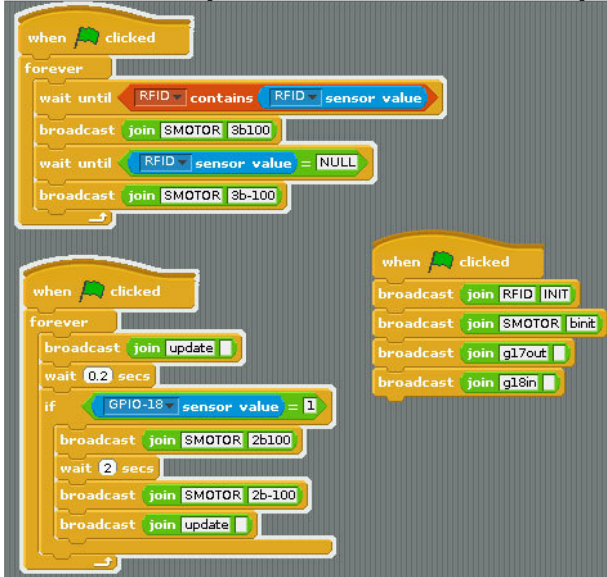 when clicked
forever
wait until RFID contains RFID sensor value
broadcast join SMOTOR 3b100
wait until RFID sensor value = NULL
broadcast join SMOTOR 3b-100
when clicked
forever
broadcast join update
wait 0.2 secs
if GPIO-18 sensor value = 1
broadcast join SMOTOR 2b100
wait 2 secs
broadcast join SMOTOR 2b-100
broadcast join update
when clicked
broadcast join RFID INIT
broadcast join SMOTOR binit
broadcast join g17out
broadcast join g18in